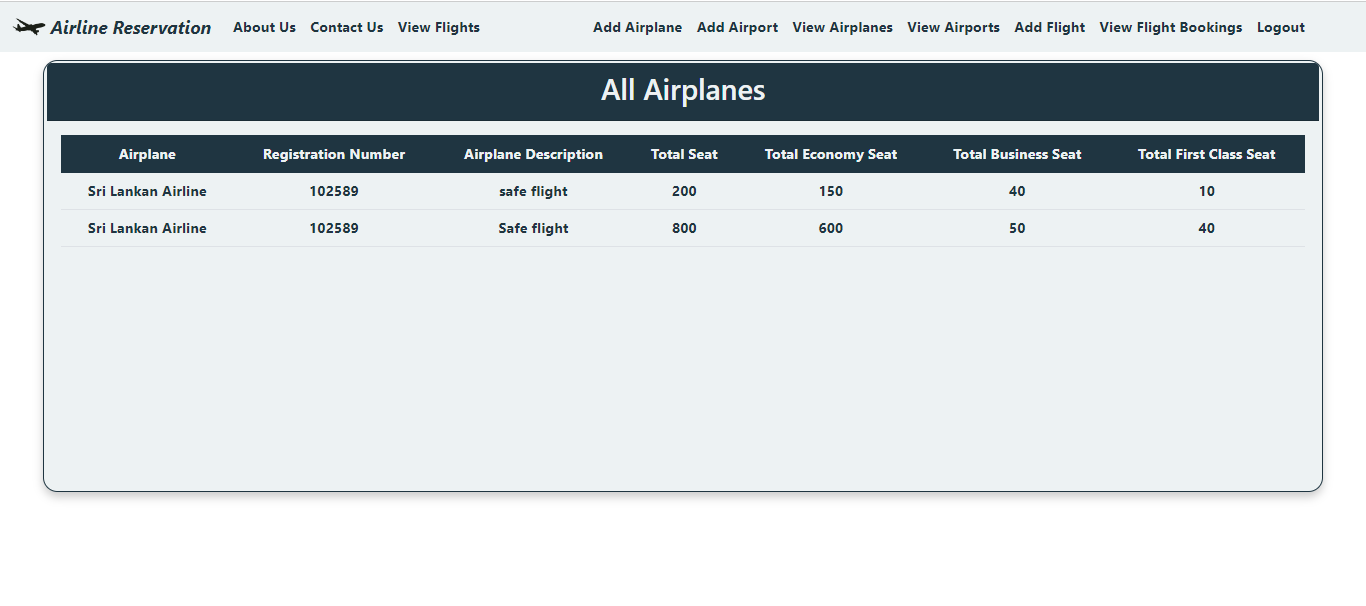 Airline Reservation About Us Contact Us View Flights Add Airplane Add Airport View Airplanes View Airports Add Flight View Flight Bookings Logout
All Airplanes
Airplane Registration Number Airplane Description Total Seat Total Economy Seat Total Business Seat Total First Class Seat
Sri Lankan Airline 102589 safe flight 200 150 40 10
Sri Lankan Airline 102589 Safe flight 800 600 50 40